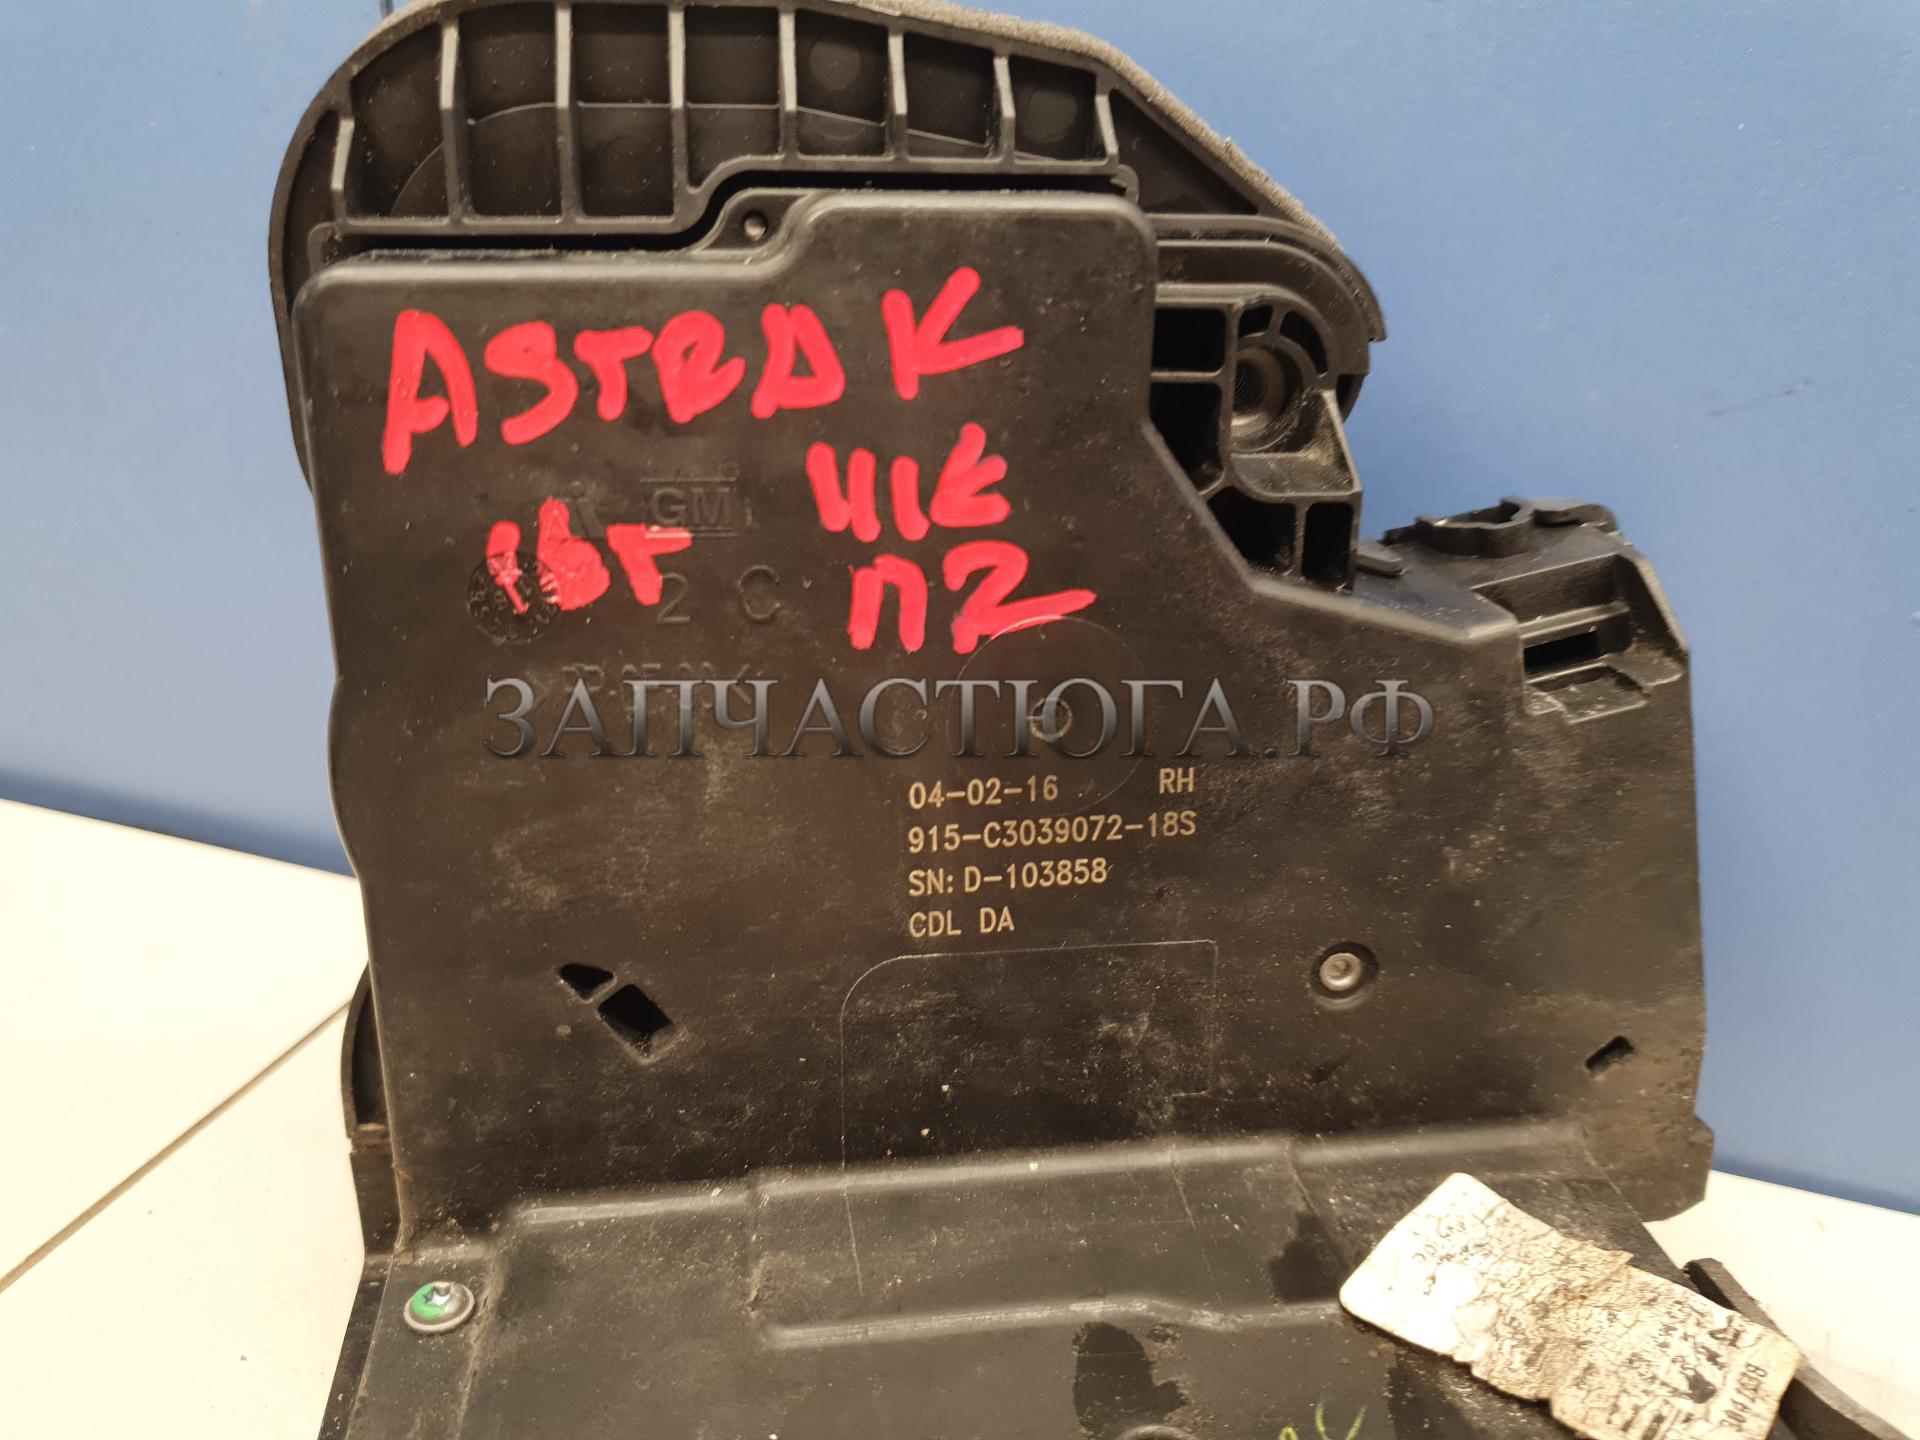 ASTRA K
GM
41E
16Г
2 C
П2
ЗАПЧАСТЮГА.РФ
04-02-16 RH
915-C3039072-18S
SN: D-103858
CDL DA